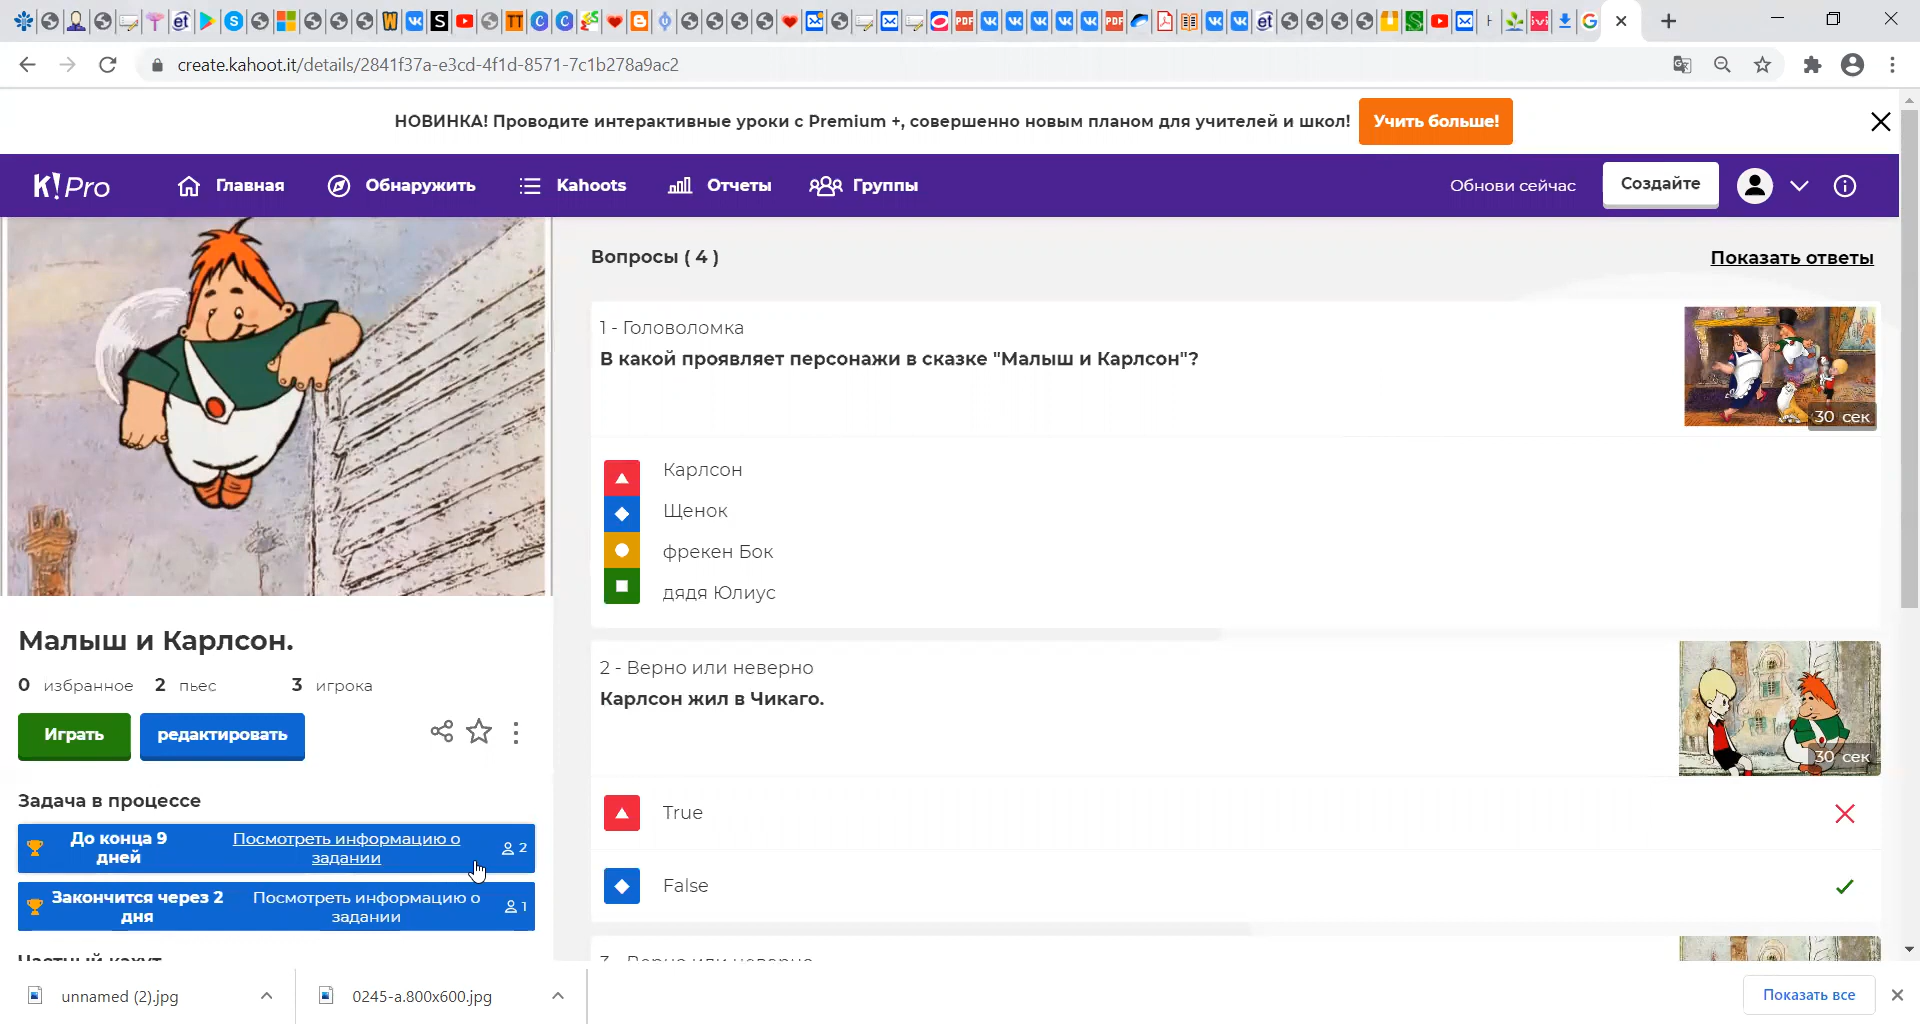 create.kahoot.it/details/2841f37a-e3cd-4f1d-8571-7c1b278a9ac2
НОВИНКА! Проводите интерактивные уроки с Premium +, совершенно новым планом для учителей и школ! Учить больше!
K! Pro Главная Обнаружить Kahoots Отчеты Группы Обнови сейчас Создайте
Вопросы ( 4 ) Показать ответы
1 - Головоломка
В какой проявляет персонажи в сказке "Малыш и Карлсон"?
30 сек
Карлсон
Щенок
фрекен Бок
дядя Юлиус
Малыш и Карлсон.
0 избранное 2 пьес 3 игрока
Играть редактировать
Задача в процессе
До конца 9 дней Посмотреть информацию о задании 2
Закончится через 2 дня Посмотреть информацию о задании 1
2 - Верно или неверно
Карлсон жил в Чикаго.
30 сек
True
False
unnamed (2).jpg 0245-a.800x600.jpg Показать все